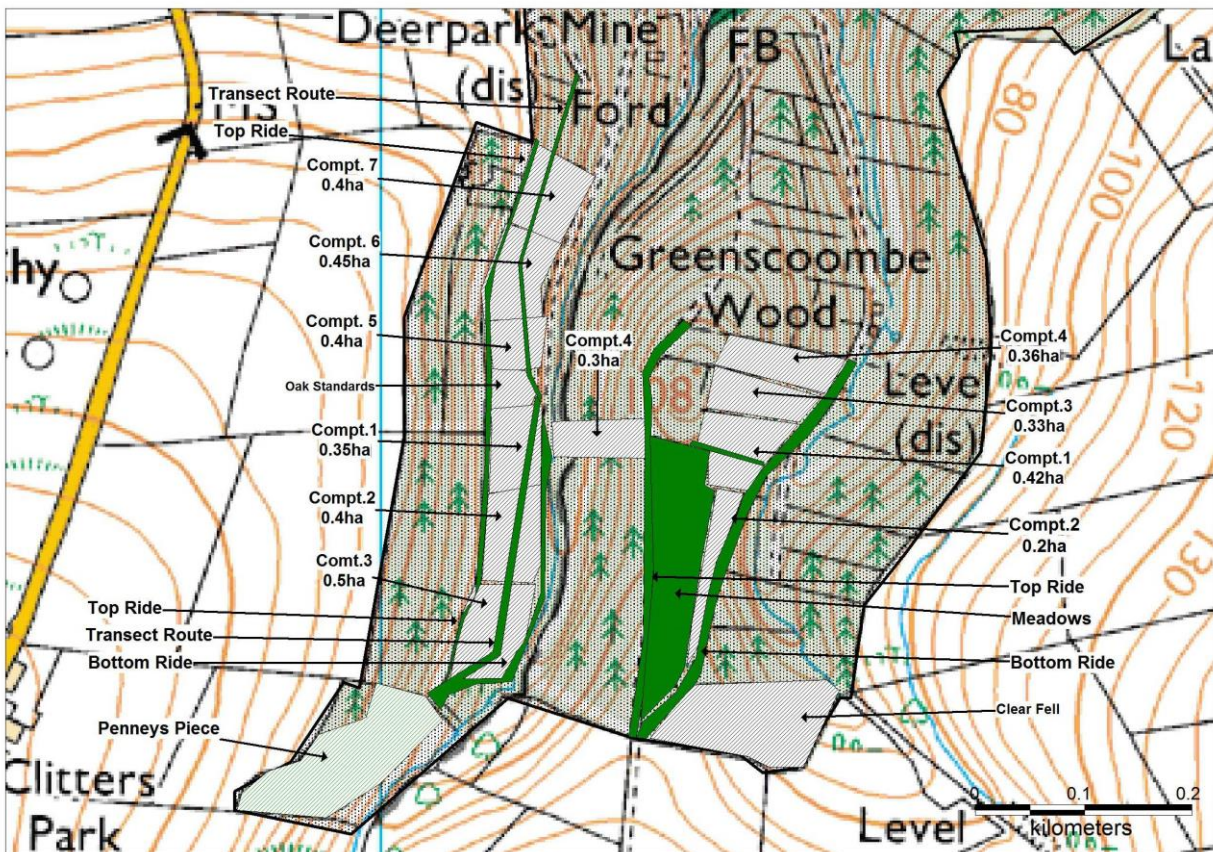 Deerpark Mine
(dis)
FB
La
Transect Route
Ford
MS
Top Ride
Compt. 7
0.4ha
80
100
Compt. 6
0.45ha
Greenscoombe
Wood
hy
Compt. 5
0.4ha
Compt.4
0.3ha
Compt.4
0.36ha
Oak Standards
80
Leve
(dis)
Compt.3
0.33ha
120
Compt.1
0.35ha
Compt.1
0.42ha
Compt.2
0.4ha
Compt.2
0.2ha
Comt.3
0.5ha
130
Top Ride
Top Ride
Meadows
Transect Route
Bottom Ride
Bottom Ride
Penneys Piece
Clear Fell
Clitters
Park
Level
0 0.1 0.2
kilometers